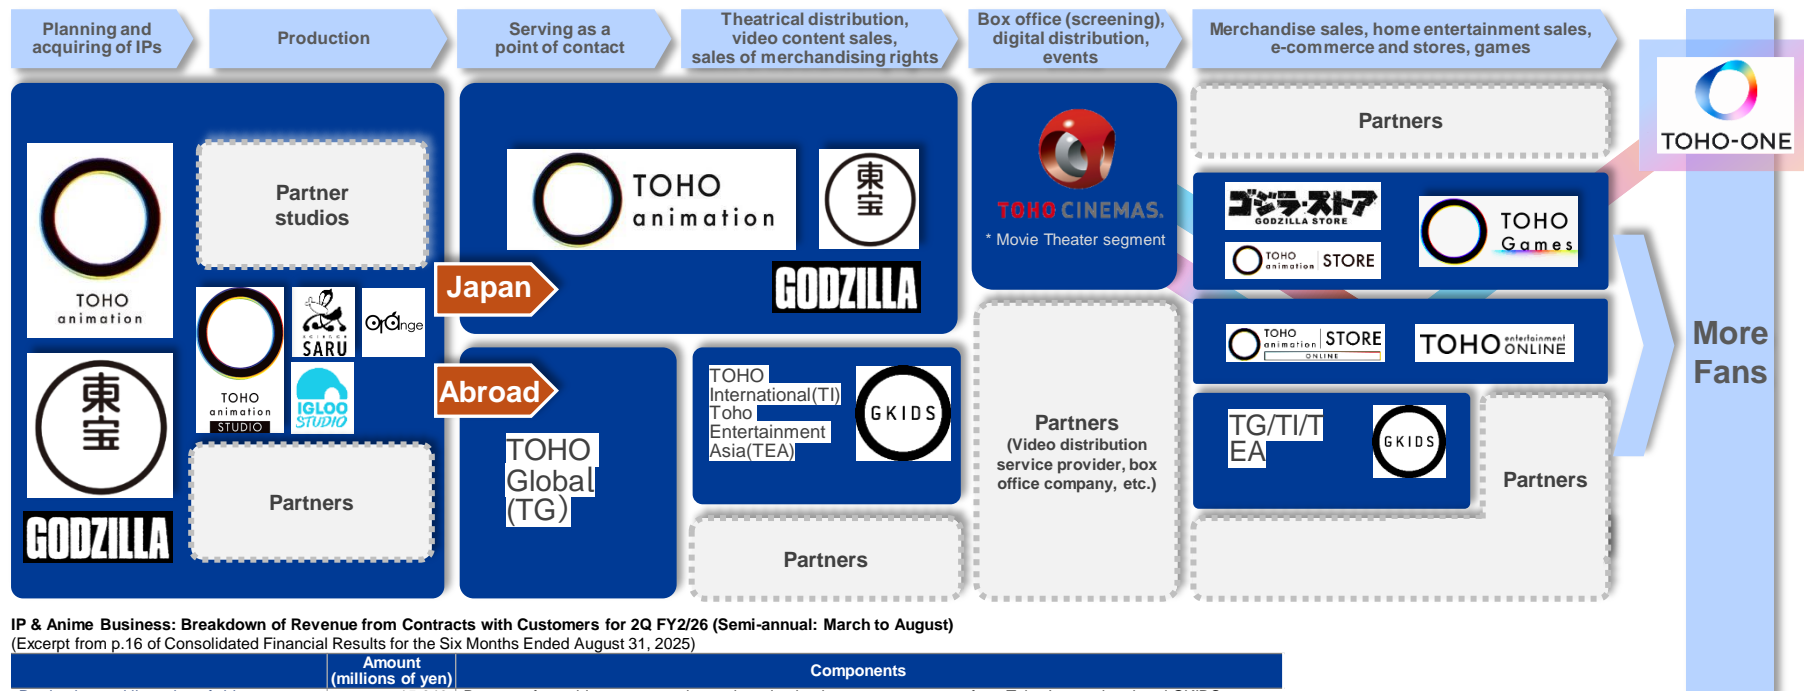 Planning and
acquiring of IPs
Production
Serving as a
point of contact
Theatrical distribution,
video content sales,
sales of merchandising rights
Box office (screening),
digital distribution,
events
Merchandise sales, home entertainment sales,
e-commerce and stores, games
TOHO-ONE
TOHO
animation
東宝
GODZILLA
Partner
studios
TOHO
animation
STUDIO
SCIENCE
SARU
Orange
IGLOO
STUDIO
Partners
Japan
Abroad
TOHO
animation
東宝
GODZILLA
TOHO
Global
(TG)
TOHO
International(TI)
Toho
Entertainment
Asia(TEA)
GKIDS
Partners
TOHO CINEMAS.
* Movie Theater segment
Partners
(Video distribution
service provider, box
office company, etc.)
Partners
ゴジラ・ストア
GODZILLA STORE
TOHO
animation STORE
TOHO
Games
TOHO
animation STORE
ONLINE
TOHO entertainment
ONLINE
TG/TI/T
EA
GKIDS
Partners
More
Fans
IP & Anime Business: Breakdown of Revenue from Contracts with Customers for 2Q FY2/26 (Semi-annual: March to August)
(Excerpt from p.16 of Consolidated Financial Results for the Six Months Ended August 31, 2025)
Amount
(millions of yen)
Components